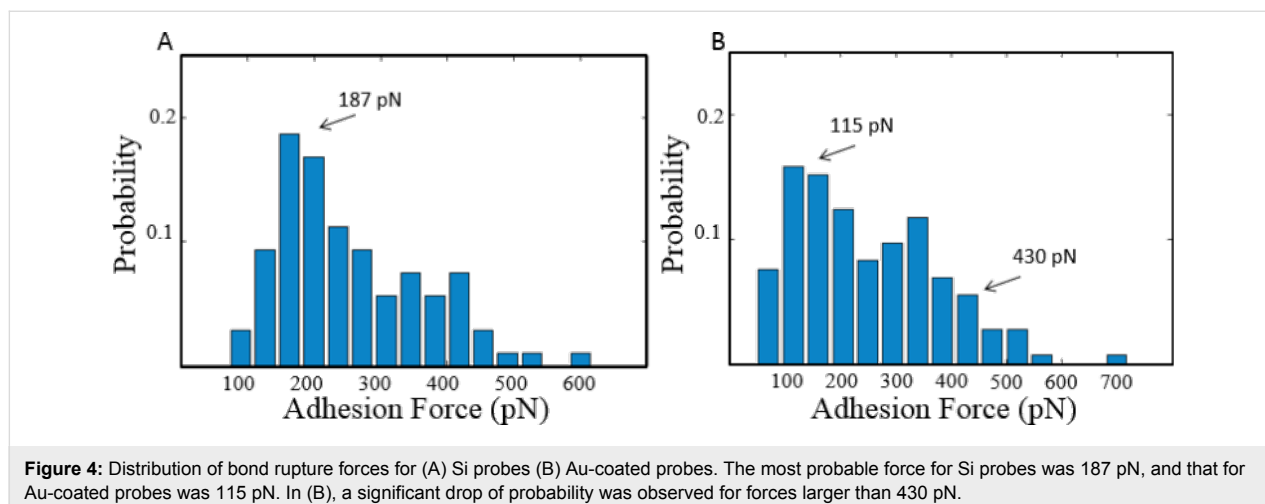 A
187 pN
0.2
0.1
Probability
100 200 300 400 500 600
Adhesion Force (pN)
B
115 pN
430 pN
0.2
0.1
Probability
100 200 300 400 500 600 700
Adhesion Force (pN)
Figure 4: Distribution of bond rupture forces for (A) Si probes (B) Au-coated probes. The most probable force for Si probes was 187 pN, and that for
Au-coated probes was 115 pN. In (B), a significant drop of probability was observed for forces larger than 430 pN.